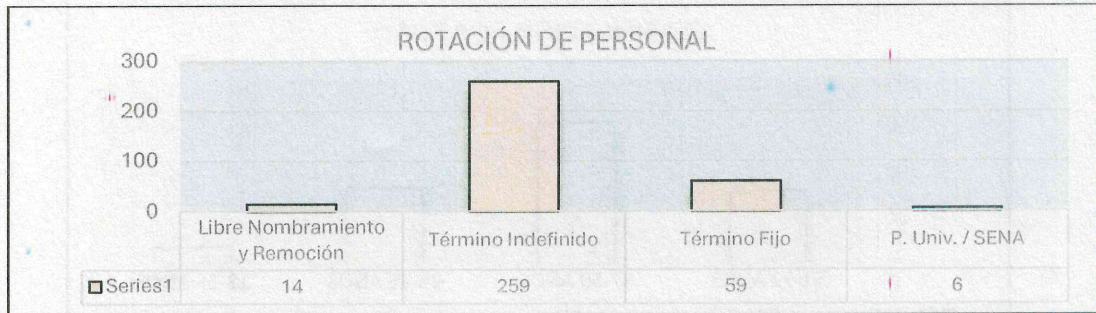 ROTACIÓN DE PERSONAL
300
200
100
0
Libre Nombramiento
y Remoción
Término Indefinido
Término Fijo
P. Univ. / SENA
Series1 14 259 59 6